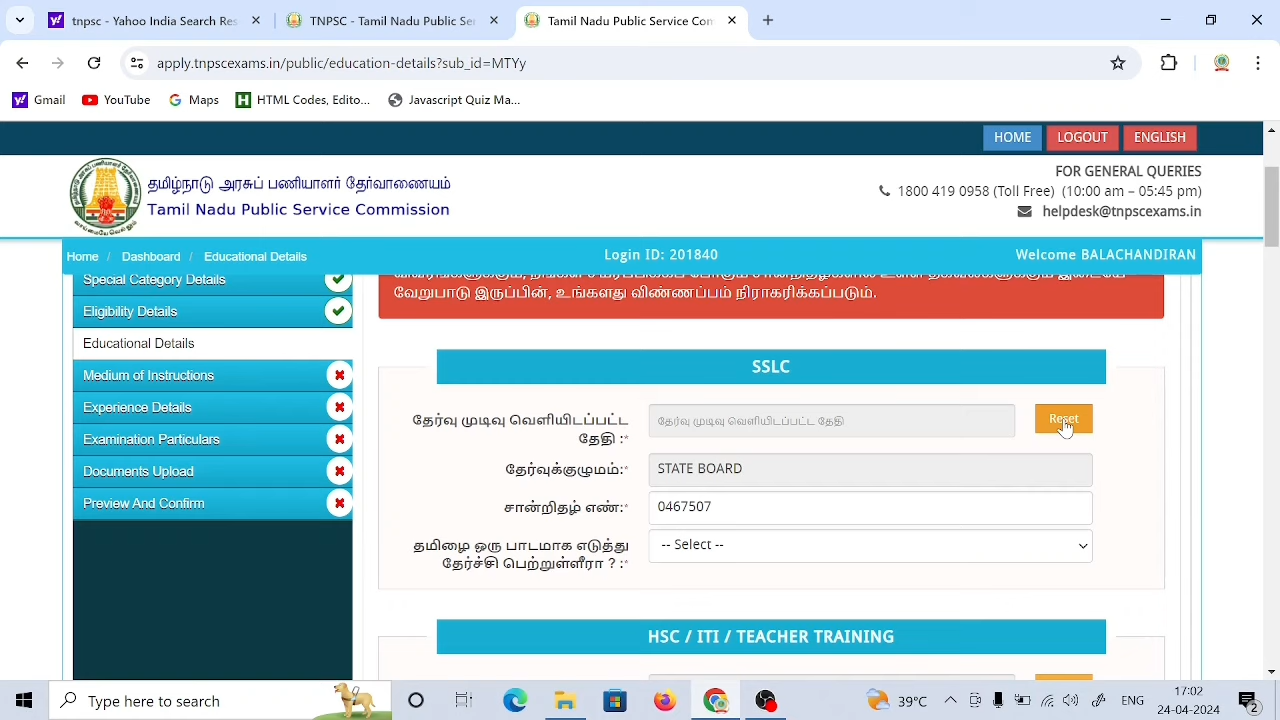 tnpsc - Yahoo India Search Res
TNPSC - Tamil Nadu Public Ser
Tamil Nadu Public Service Com
apply.tnpscexams.in/public/education-details?sub_id=MTYy
Gmail
YouTube
Maps
HTML Codes, Edito...
Javascript Quiz Ma...
HOME
LOGOUT
ENGLISH
தமிழ்நாடு அரசுப் பணியாளர் தேர்வாணையம்
Tamil Nadu Public Service Commission
FOR GENERAL QUERIES
1800 419 0958 (Toll Free) (10:00 am – 05:45 pm)
helpdesk@tnpscexams.in
Home / Dashboard / Educational Details
Login ID: 201840
Welcome BALACHANDIRAN
Special Category Details
Eligibility Details
Educational Details
Medium of Instructions
Experience Details
Examination Particulars
Documents Upload
Preview And Confirm
வேறுபாடு இருப்பின், உங்களது விண்ணப்பம் நிராகரிக்கப்படும்.
SSLC
தேர்வு முடிவு வெளியிடப்பட்ட
தேதி :*
தேர்வு முடிவு வெளியிடப்பட்ட தேதி
Reset
தேர்வுக்குழுமம்:*
STATE BOARD
சான்றிதழ் எண்:*
0467507
தமிழை ஒரு பாடமாக எடுத்து
தேர்ச்சி பெற்றுள்ளீரா ? :*
-- Select --
HSC / ITI / TEACHER TRAINING
Type here to search
39°C
ENG
17:02
24-04-2024
2